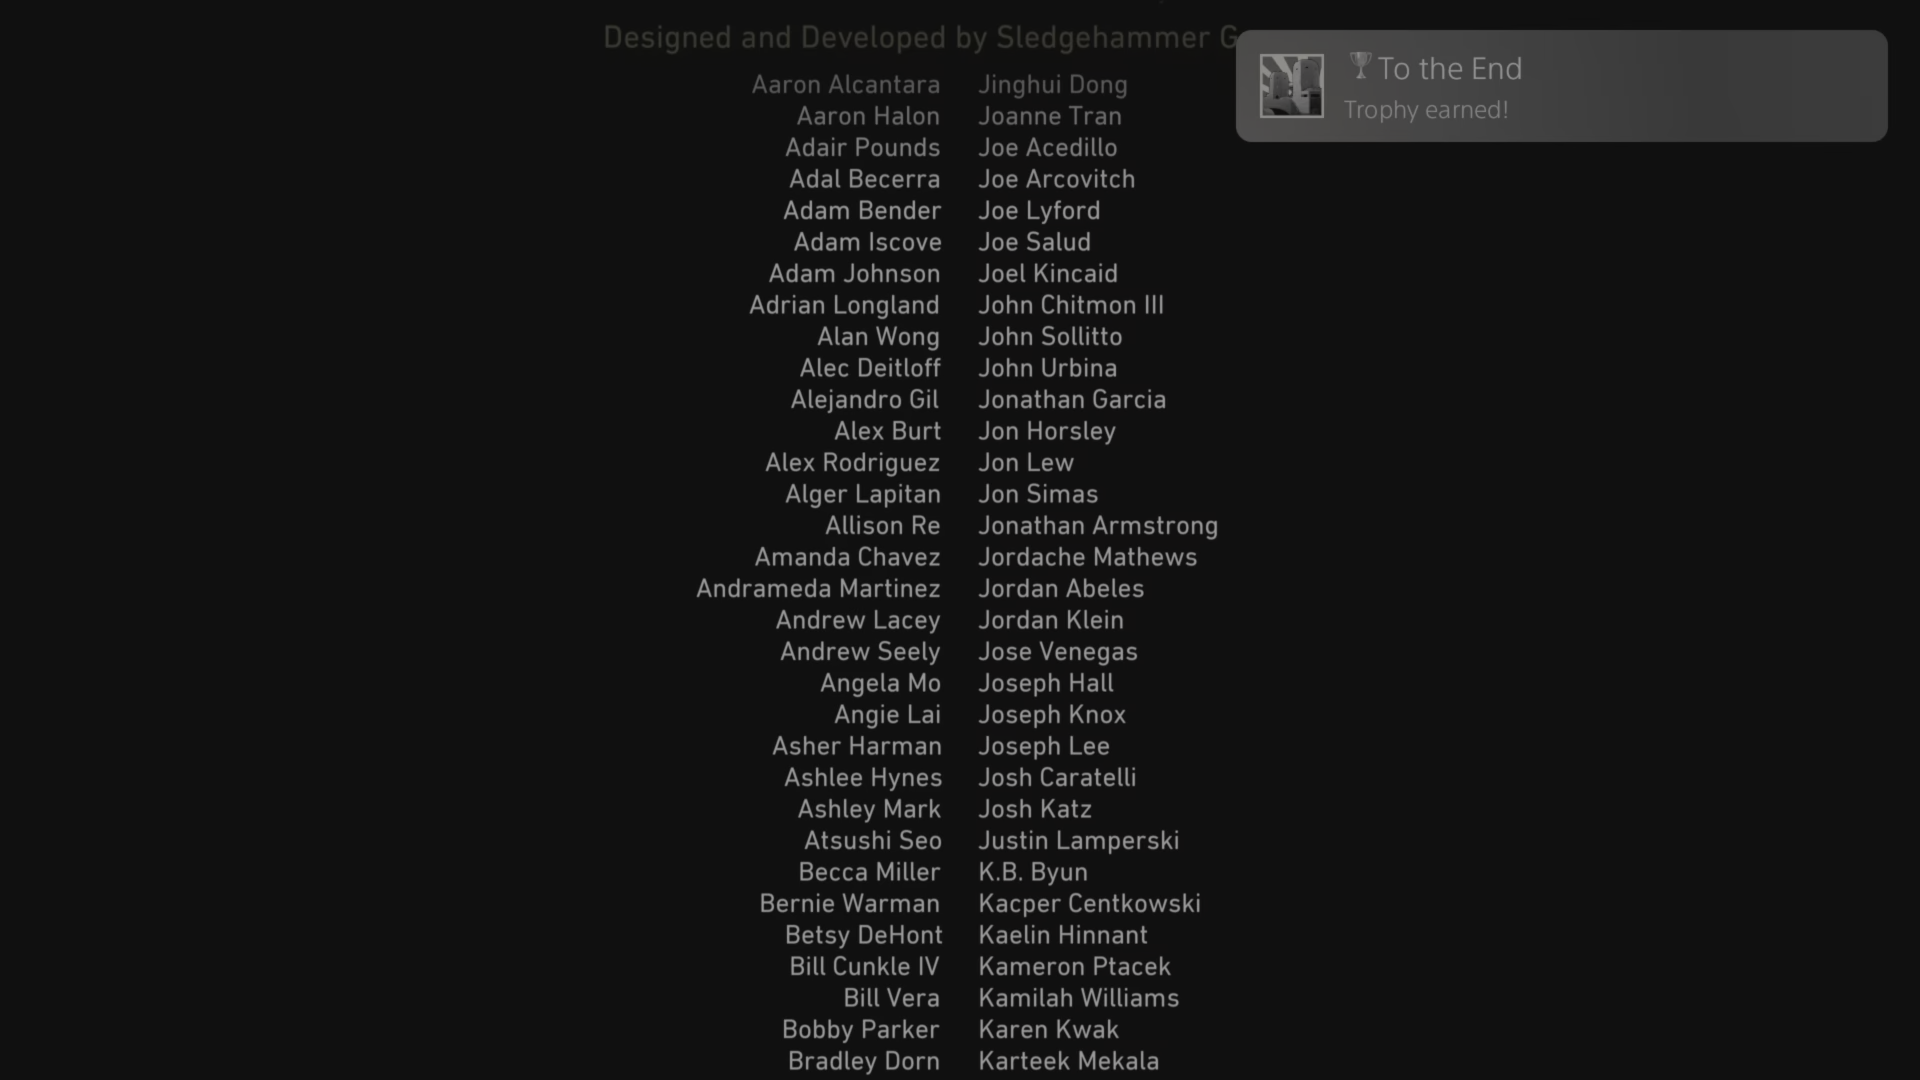 Designed and Developed by Sledgehammer G
To the End
Trophy earned!
Aaron Alcantara Jinghui Dong
Aaron Halon Joanne Tran
Adair Pounds Joe Acedillo
Adal Becerra Joe Arcovitch
Adam Bender Joe Lyford
Adam Iscove Joe Salud
Adam Johnson Joel Kincaid
Adrian Longland John Chitmon III
Alan Wong John Sollitto
Alec Deitloff John Urbina
Alejandro Gil Jonathan Garcia
Alex Burt Jon Horsley
Alex Rodriguez Jon Lew
Alger Lapitan Jon Simas
Allison Re Jonathan Armstrong
Amanda Chavez Jordache Mathews
Andrameda Martinez Jordan Abeles
Andrew Lacey Jordan Klein
Andrew Seely Jose Venegas
Angela Mo Joseph Hall
Angie Lai Joseph Knox
Asher Harman Joseph Lee
Ashlee Hynes Josh Caratelli
Ashley Mark Josh Katz
Atsushi Seo Justin Lamperski
Becca Miller K.B. Byun
Bernie Warman Kacper Centkowski
Betsy DeHont Kaelin Hinnant
Bill Cunkle IV Kameron Ptacek
Bill Vera Kamilah Williams
Bobby Parker Karen Kwak
Bradley Dorn Karteek Mekala